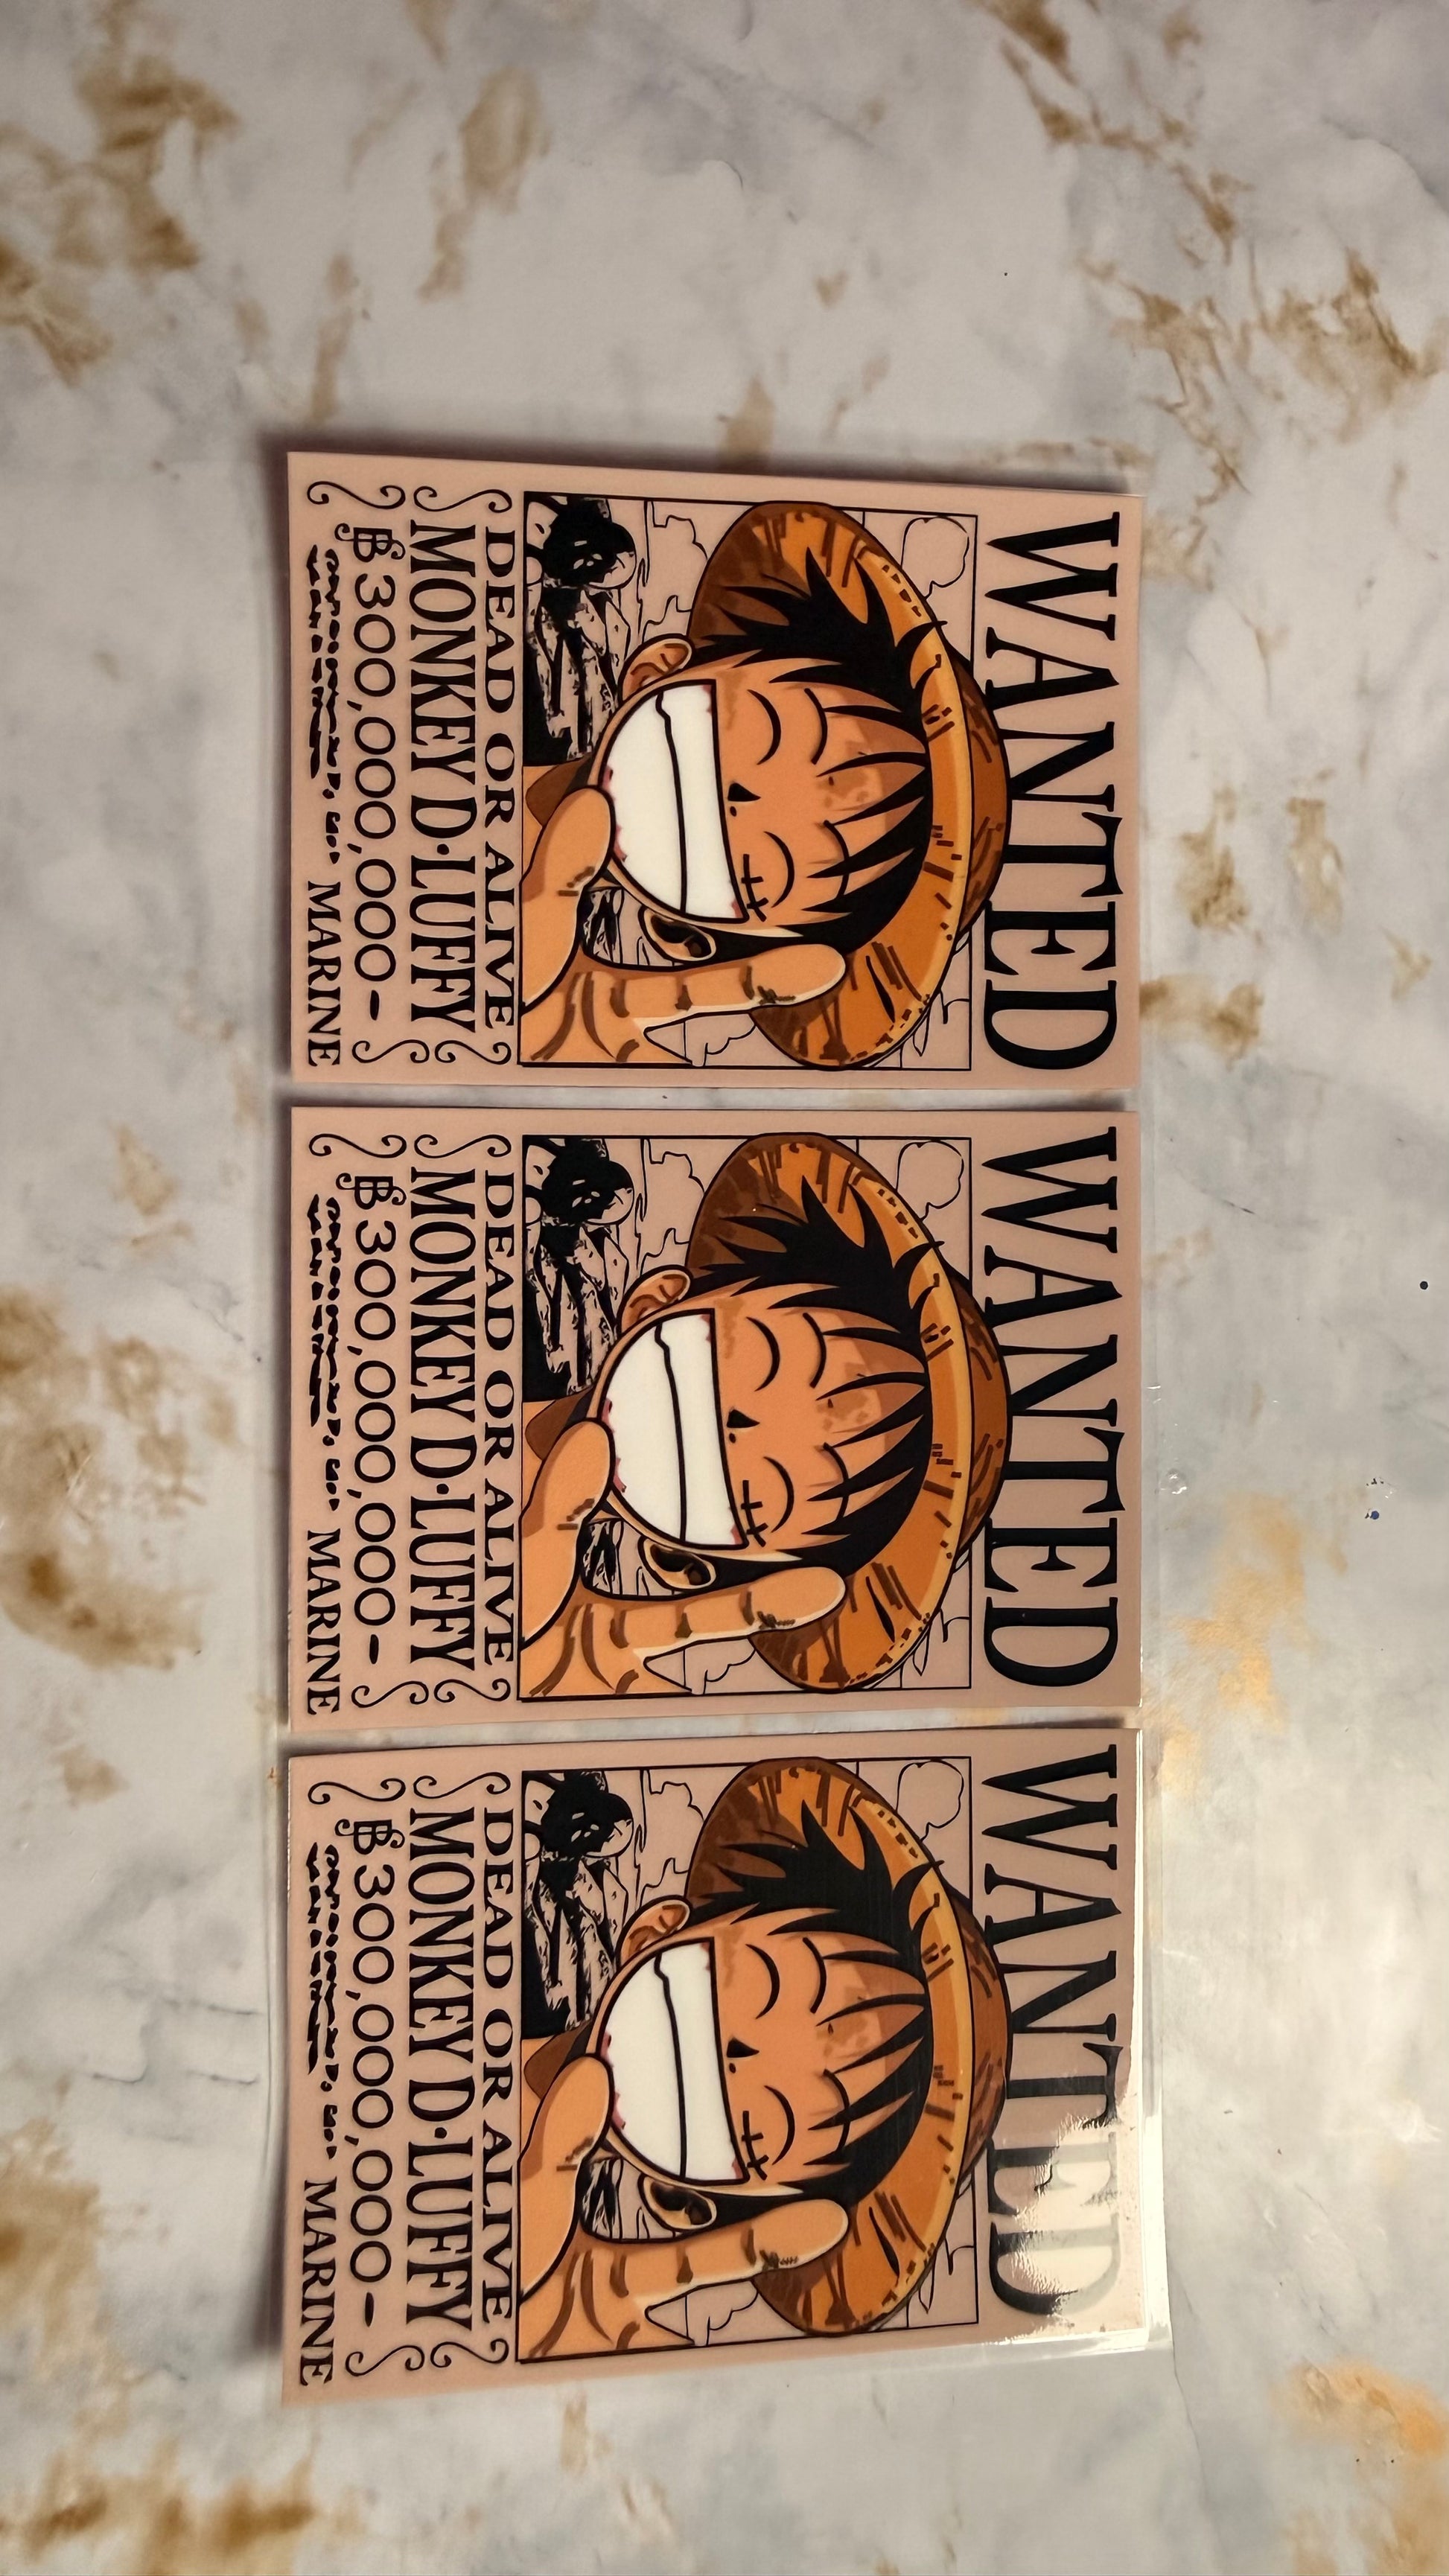 WANTED
DEAD OR ALIVE
MONKEY D•LUFFY
฿300,000,000-
MARINE
WANTED
DEAD OR ALIVE
MONKEY D•LUFFY
฿300,000,000-
MARINE
WANTED
DEAD OR ALIVE
MONKEY D•LUFFY
฿300,000,000-
MARINE